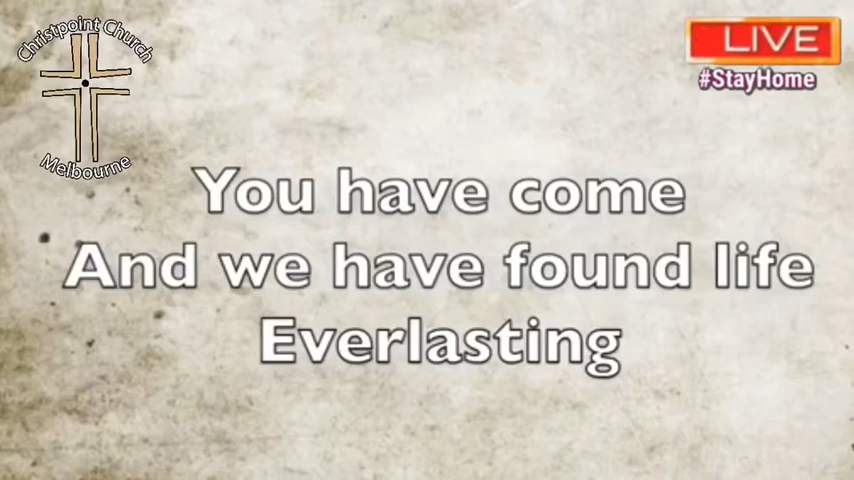 Christpoint Church
Melbourne
LIVE
#StayHome
You have come
And we have found life
Everlasting